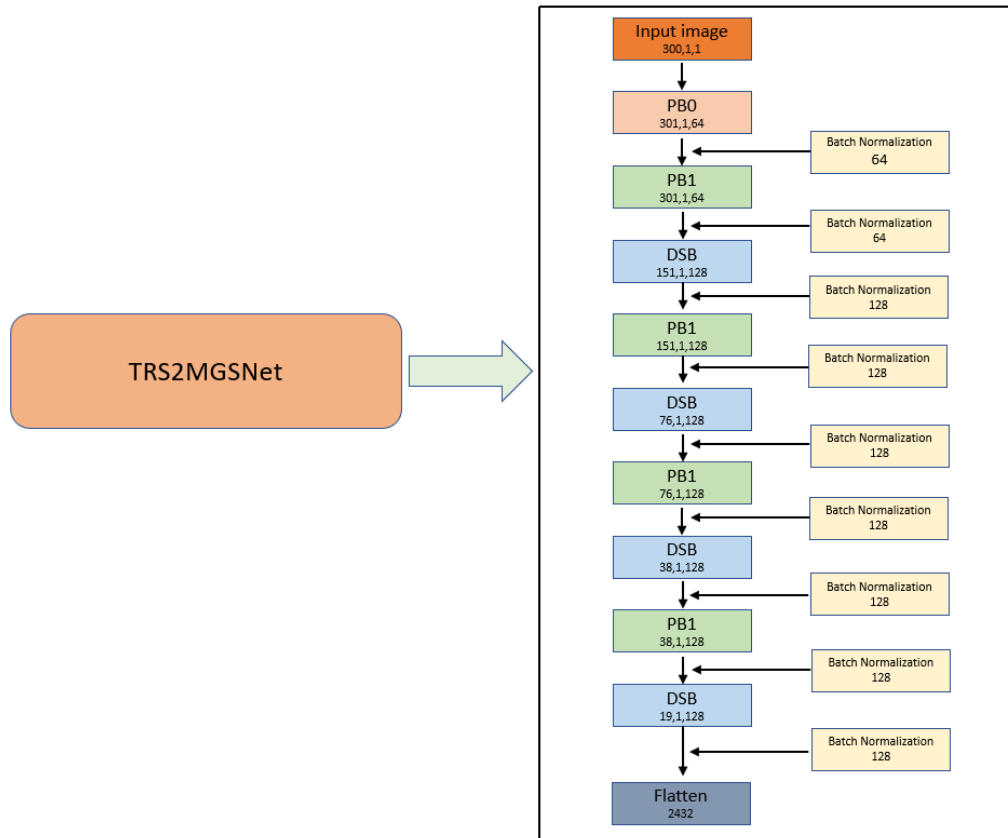 Input image
300,1,1
PB0
301,1,64
Batch Normalization
64
PB1
301,1,64
Batch Normalization
64
DSB
151,1,128
Batch Normalization
128
PB1
151,1,128
Batch Normalization
128
TRS2MGSNet
DSB
76,1,128
Batch Normalization
128
PB1
76,1,128
Batch Normalization
128
DSB
38,1,128
Batch Normalization
128
PB1
38,1,128
Batch Normalization
128
DSB
19,1,128
Batch Normalization
128
Flatten
2432